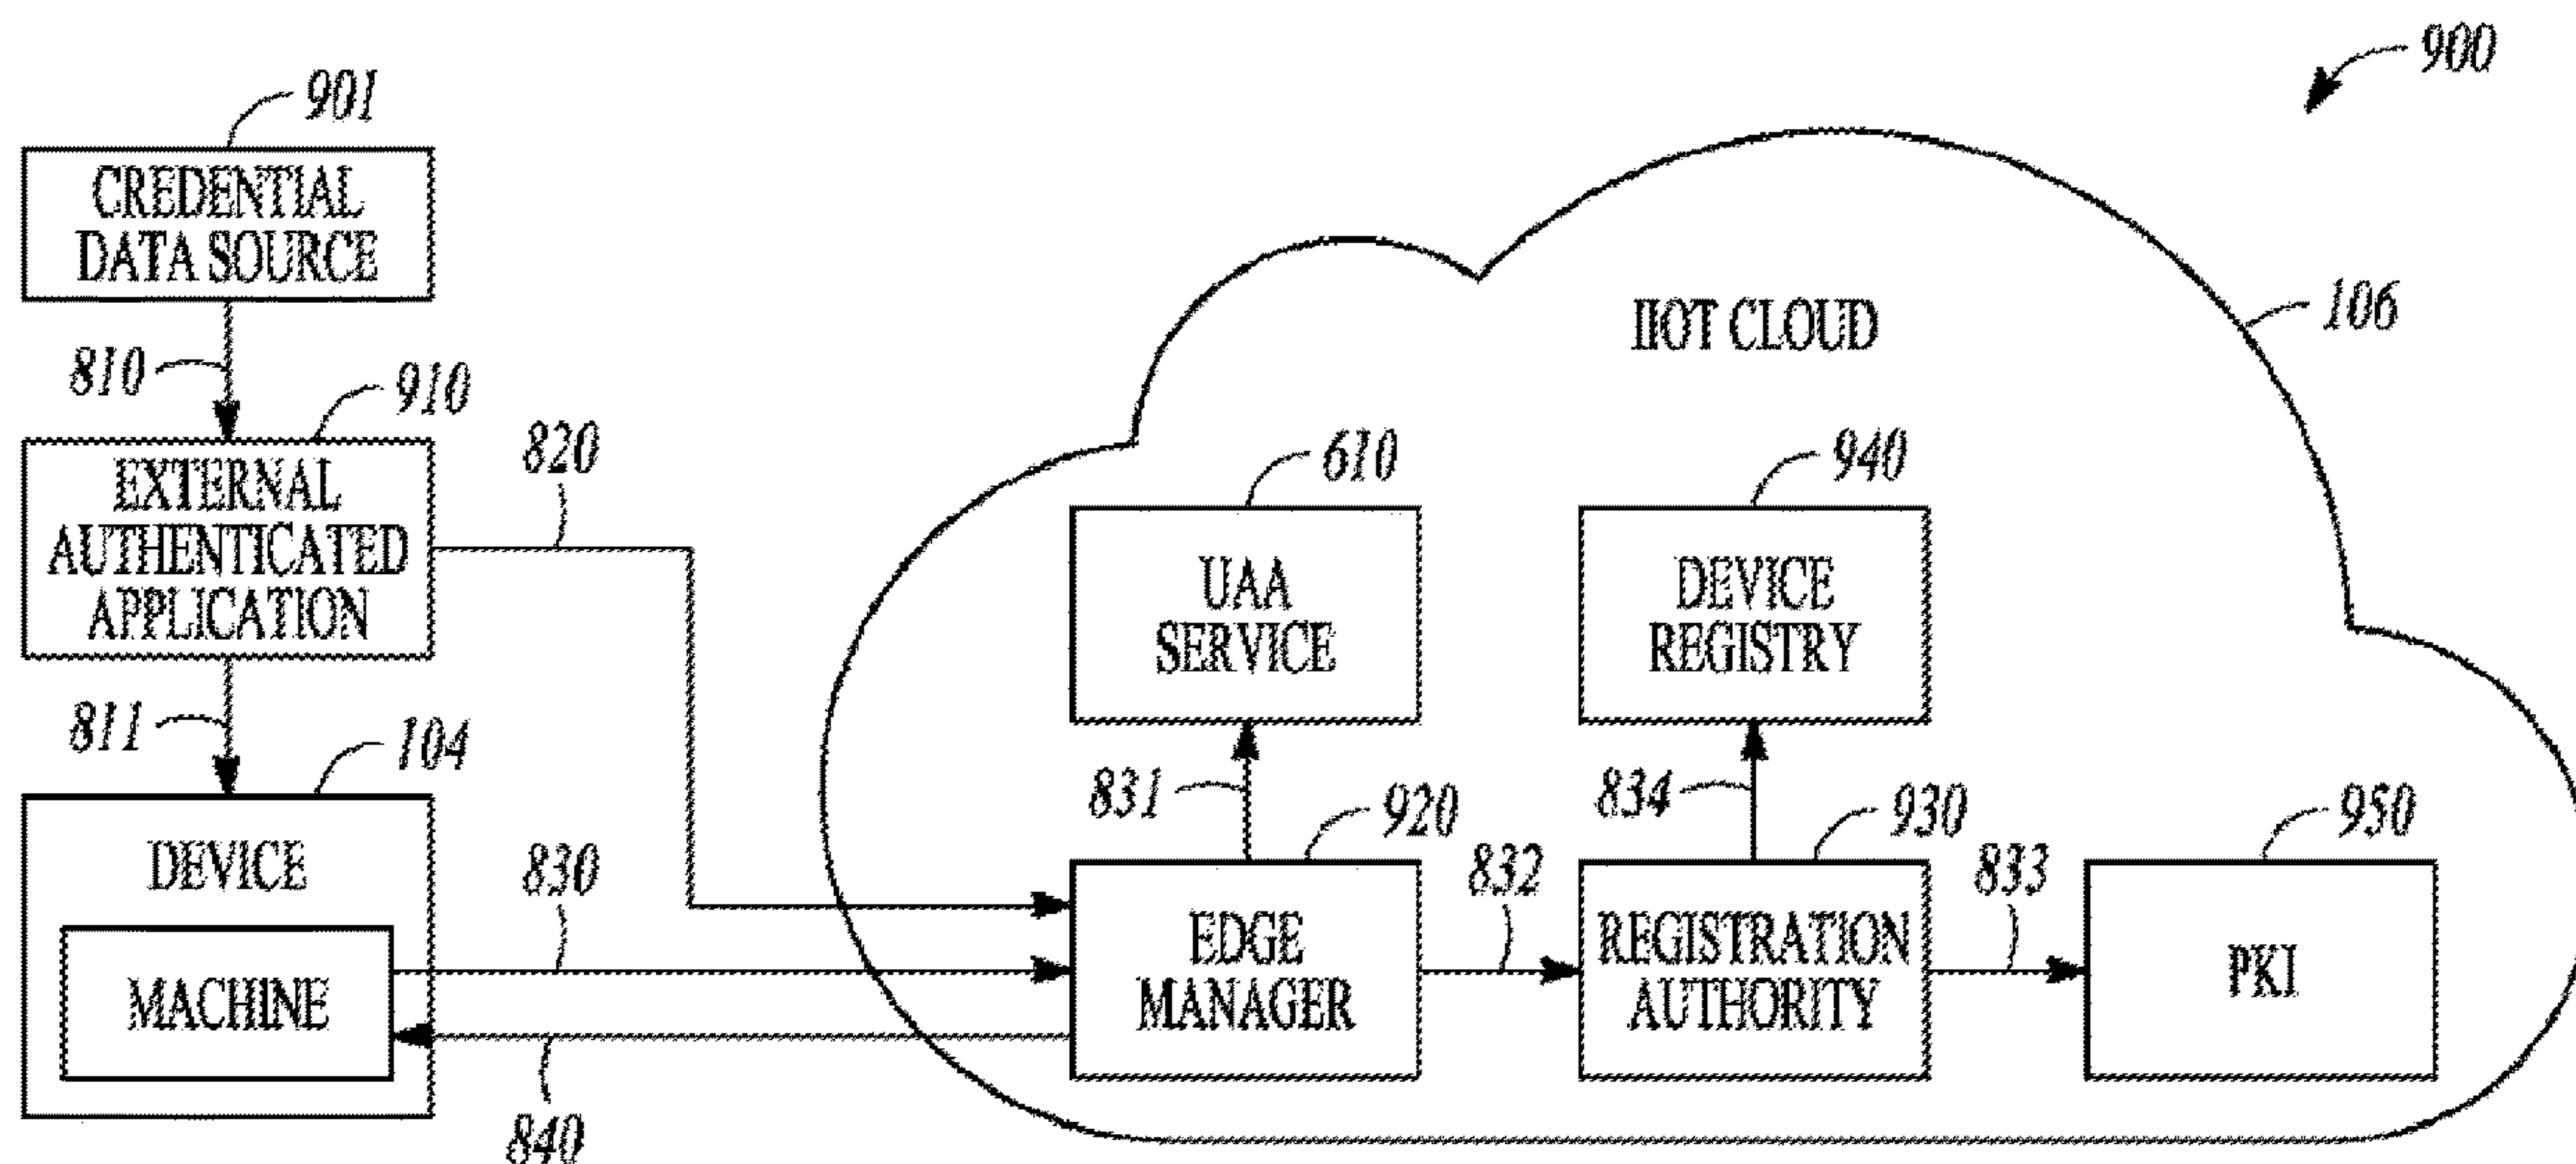 900
901
CREDENTIAL
DATA SOURCE
106
IIOT CLOUD
810
910
EXTERNAL
AUTHENTICATED
APPLICATION
820
610
940
UAA
SERVICE
DEVICE
REGISTRY
811
104
831
834
920
930
950
DEVICE
MACHINE
830
832
833
EDGE
MANAGER
REGISTRATION
AUTHORITY
PKI
840